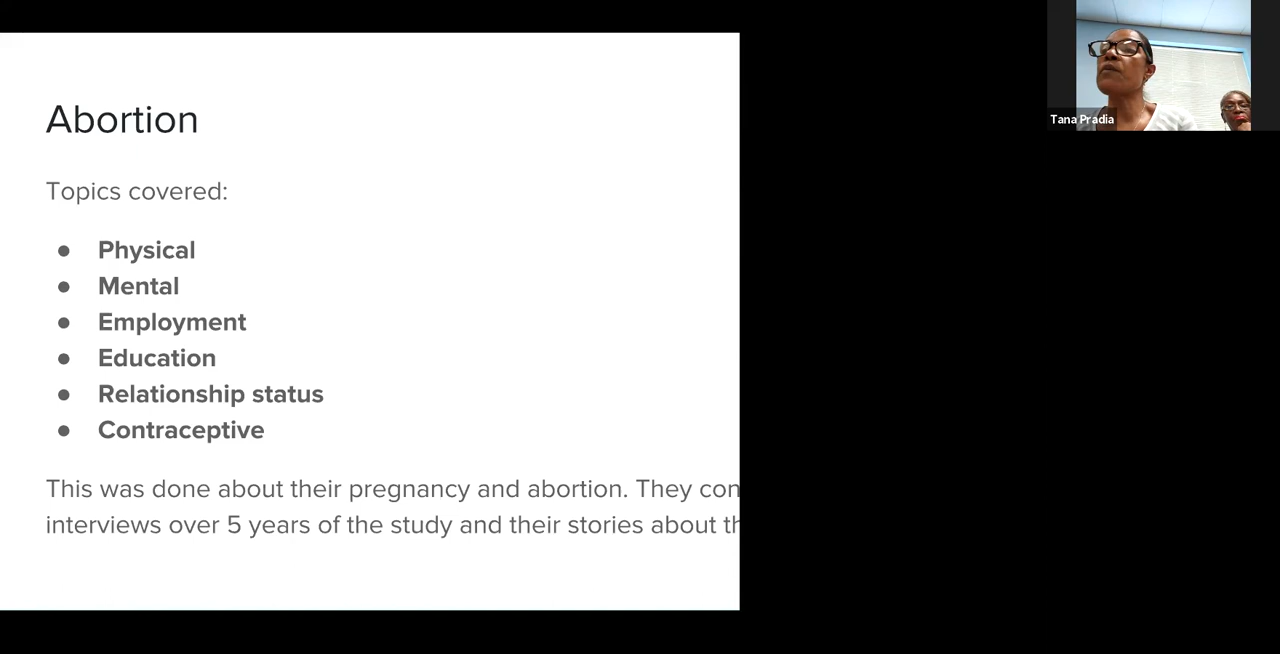 Abortion
Topics covered:
● Physical
● Mental
● Employment
● Education
● Relationship status
● Contraceptive
This was done about their pregnancy and abortion. They con
interviews over 5 years of the study and their stories about th
Tana Pradia